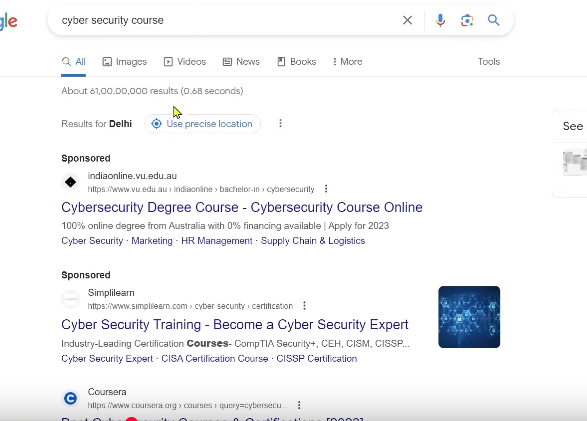 gle
cyber security course
All Images Videos News Books More Tools
About 61,00,00,000 results (0.68 seconds)
Results for Delhi Use precise location
See
Sponsored
indiaonline.vu.edu.au
https://www.vu.edu.au › indiaonline › bachelor-in › cybersecurity
Cybersecurity Degree Course - Cybersecurity Course Online
100% online degree from Australia with 0% financing available | Apply for 2023
Cyber Security · Marketing · HR Management · Supply Chain & Logistics
Sponsored
Simplilearn
https://www.simplilearn.com › cyber-security › certification
Cyber Security Training - Become a Cyber Security Expert
Industry-Leading Certification Courses- CompTIA Security+, CEH, CISM, CISSP...
Cyber Security Expert · CISA Certification Course · CISSP Certification
Coursera
https://www.coursera.org › courses › query=cybersecu...